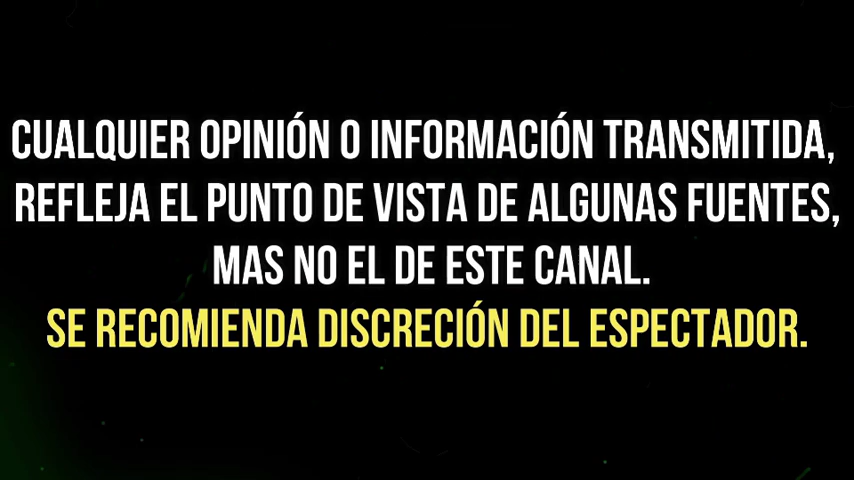 CUALQUIER OPINIÓN O INFORMACIÓN TRANSMITIDA,
REFLEJA EL PUNTO DE VISTA DE ALGUNAS FUENTES,
MAS NO EL DE ESTE CANAL.
SE RECOMIENDA DISCRECIÓN DEL ESPECTADOR.